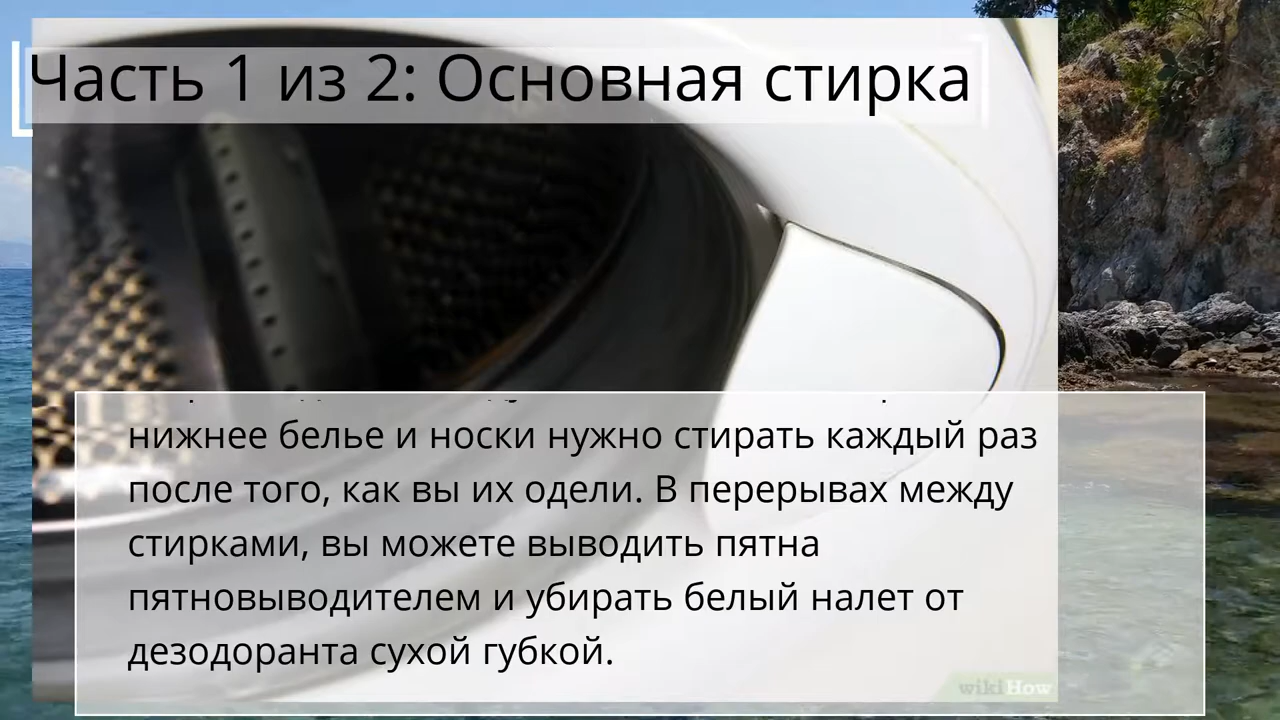 Часть 1 из 2: Основная стирка
нижнее белье и носки нужно стирать каждый раз
после того, как вы их одели. В перерывах между
стирками, вы можете выводить пятна
пятновыводителем и убирать белый налет от
дезодоранта сухой губкой.
wikiHow